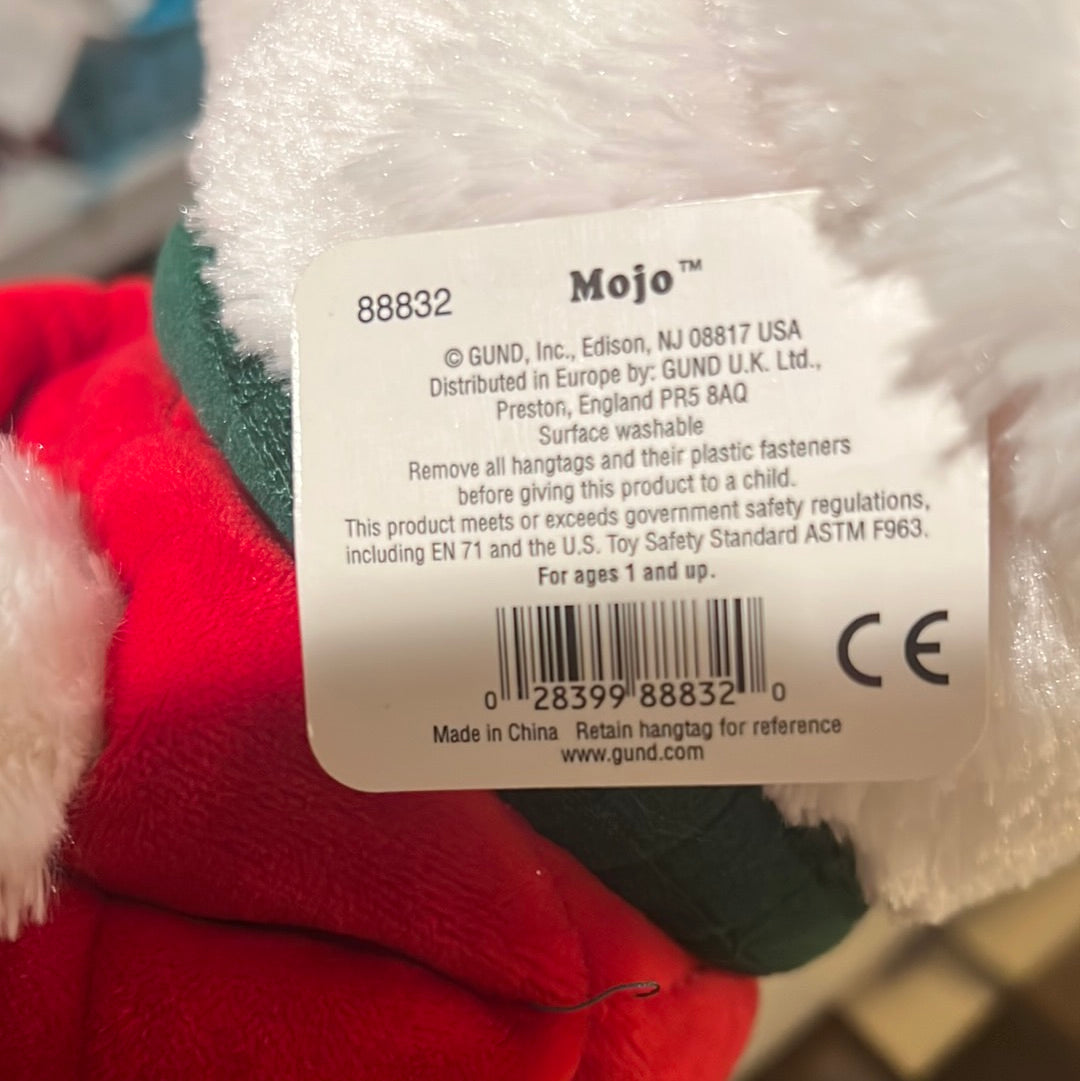 88832 Mojo™
© GUND, Inc., Edison, NJ 08817 USA
Distributed in Europe by: GUND U.K. Ltd.,
Preston, England PR5 8AQ
Surface washable
Remove all hangtags and their plastic fasteners
before giving this product to a child.
This product meets or exceeds government safety regulations,
including EN 71 and the U.S. Toy Safety Standard ASTM F963.
For ages 1 and up.
CE
0 28399 88832 0
Made in China Retain hangtag for reference
www.gund.com